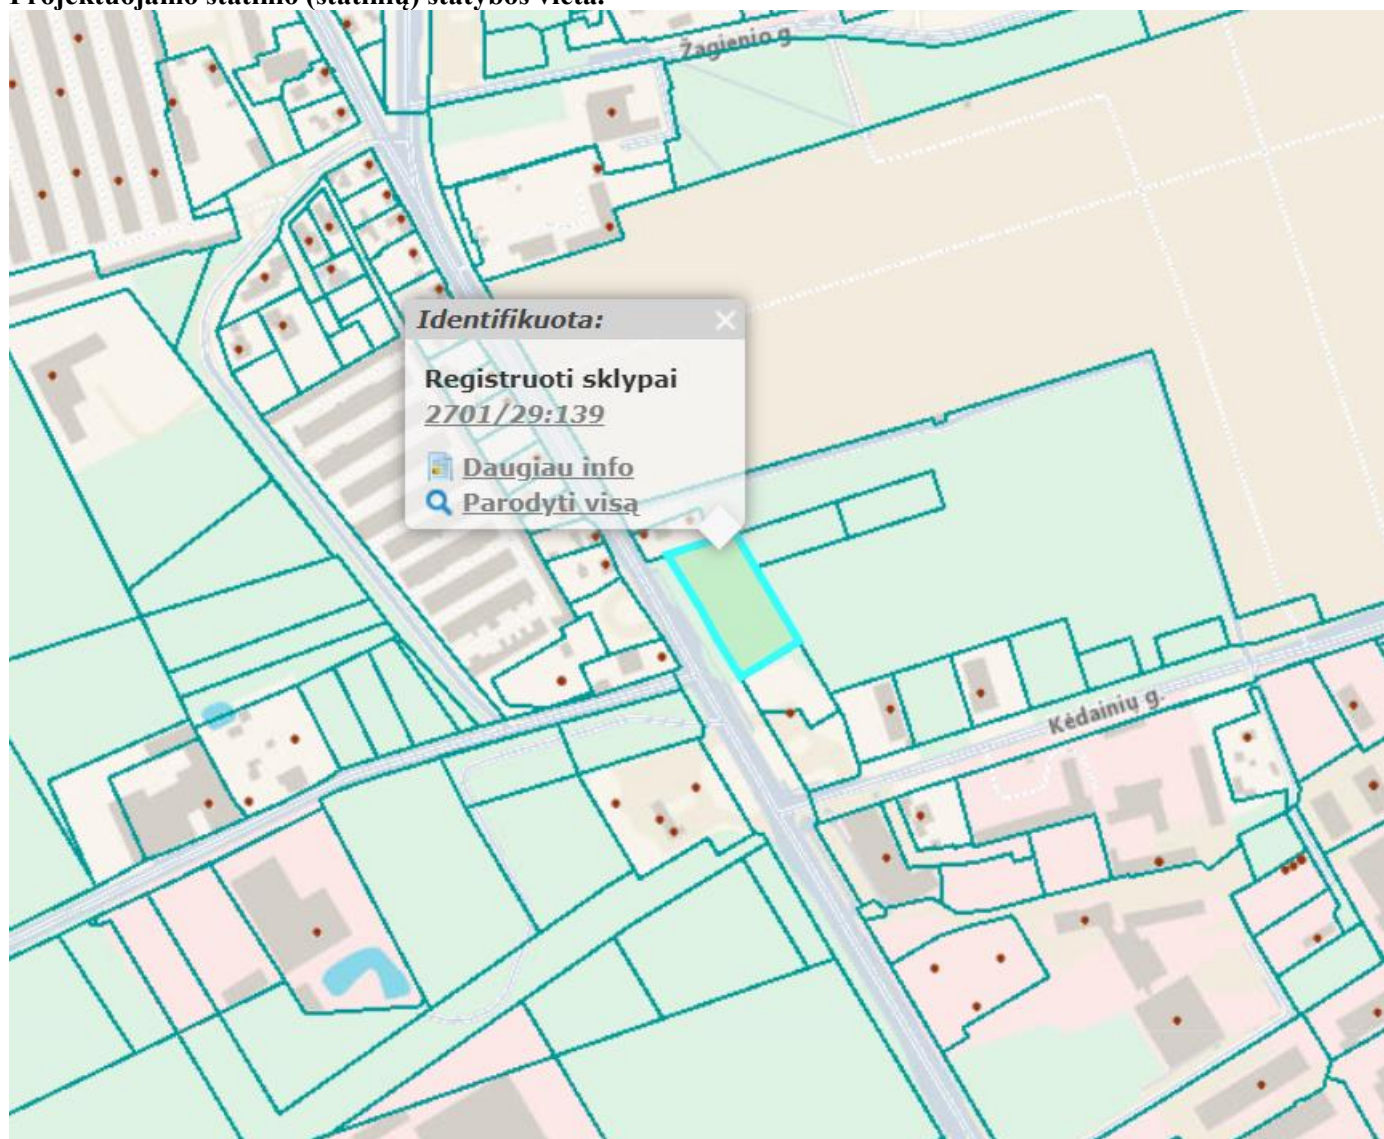 Projektuojamo statinio (statinių) statybos vieta:
Žagienio g
Identifikuota:
Registruoti sklypai
2701/29:139
Daugiau info
Parodyti visą
Kėdainių g.